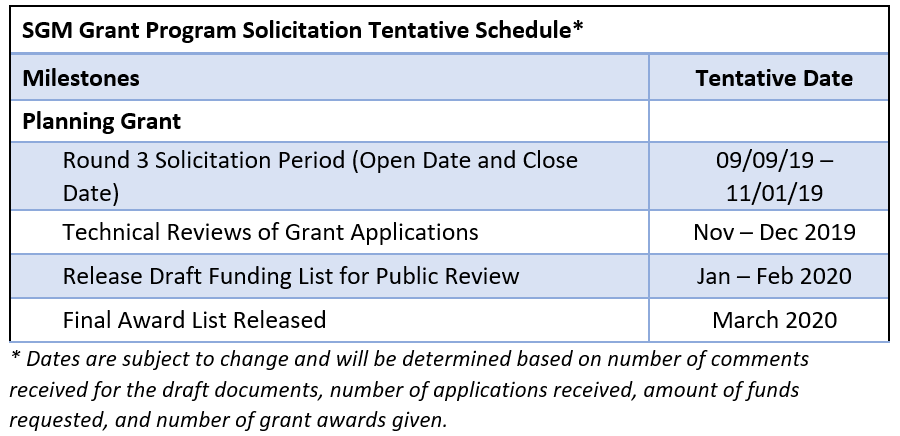 SGM Grant Program Solicitation Tentative Schedule*
Milestones Tentative Date
Planning Grant
Round 3 Solicitation Period (Open Date and Close
Date)
09/09/19 –
11/01/19
Technical Reviews of Grant Applications Nov – Dec 2019
Release Draft Funding List for Public Review Jan – Feb 2020
Final Award List Released March 2020
* Dates are subject to change and will be determined based on number of comments
received for the draft documents, number of applications received, amount of funds
requested, and number of grant awards given.